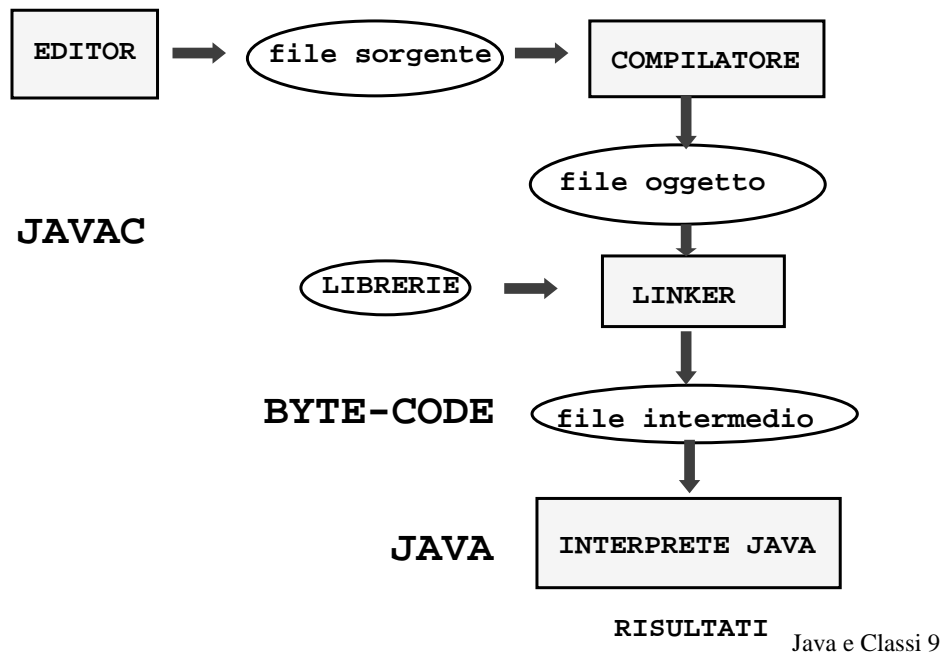 EDITOR
file sorgente
COMPILATORE
file oggetto
JAVAC
LIBRERIE
LINKER
BYTE-CODE
file intermedio
JAVA
INTERPRETE JAVA
RISULTATI
Java e Classi 9